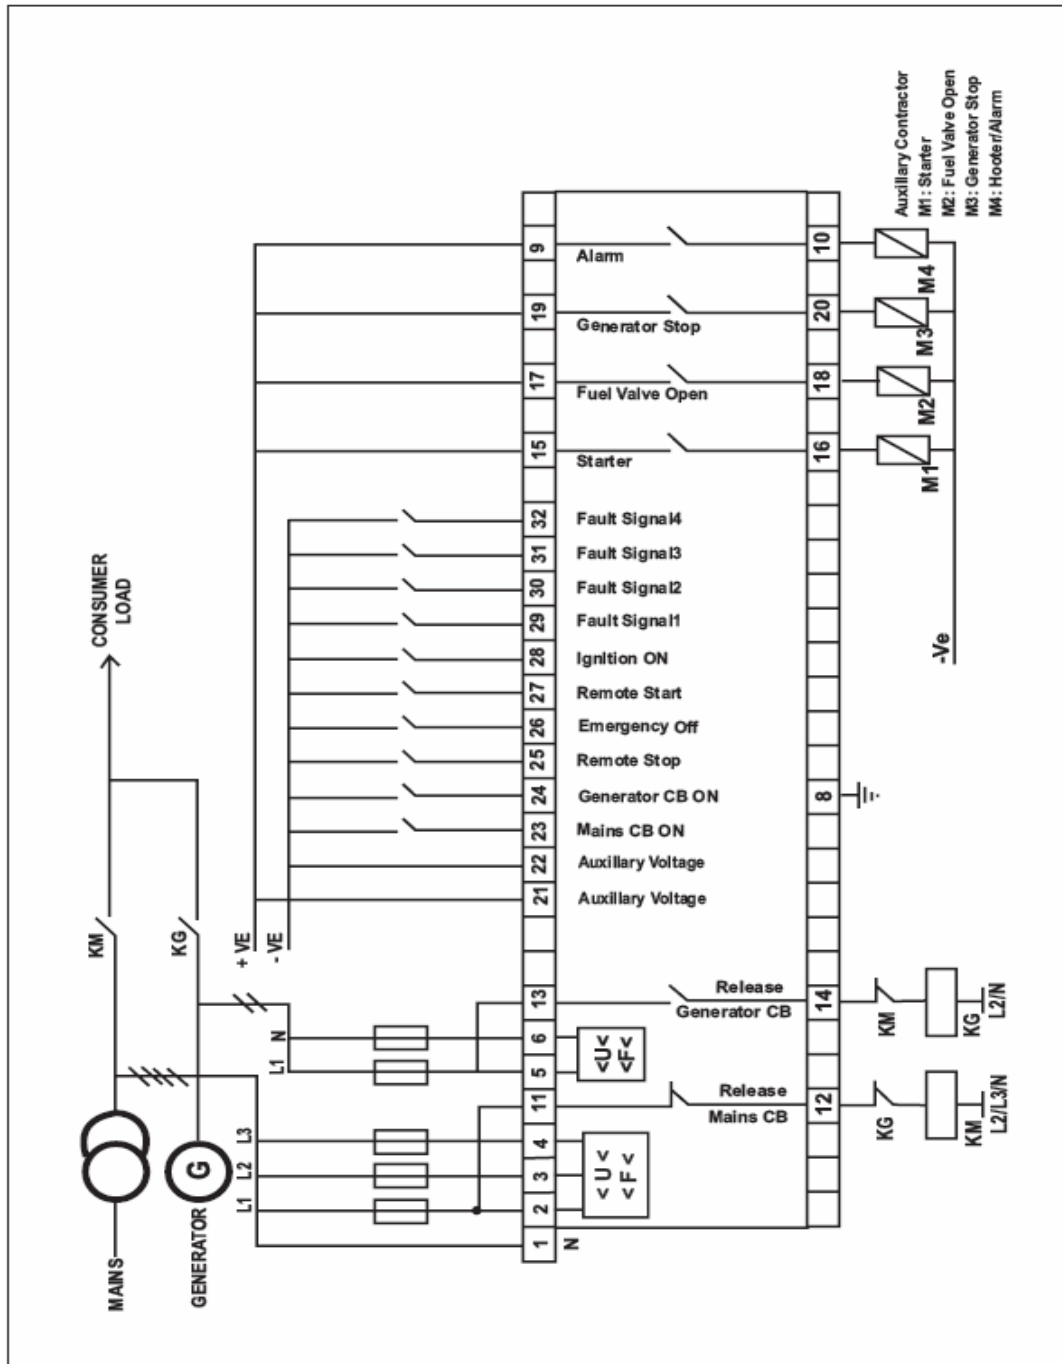 Auxillary Contractor
M1: Starter
M2: Fuel Valve Open
M3: Generator Stop
M4: Hooter/Alarm
9
Alarm
10
M4
19
Generator Stop
20
M3
17
Fuel Valve Open
18
M2
15
Starter
16
M1
-Ve
32
Fault Signal4
31
Fault Signal3
30
Fault Signal2
29
Fault Signal1
28
Ignition ON
27
Remote Start
26
Emergency Off
25
Remote Stop
24
Generator CB ON
8
23
Mains CB ON
22
Auxillary Voltage
21
Auxillary Voltage
CONSUMER
LOAD
KM
KG
+ VE
- VE
13
Release
Generator CB
14
KM
KG
L2/N
N
6
L1
5
<U<
<F<
11
Release
Mains CB
12
KG
KM
L2/L3/N
L3
4
L2
3
L1
2
< U <
< F <
1
N
G
MAINS
GENERATOR